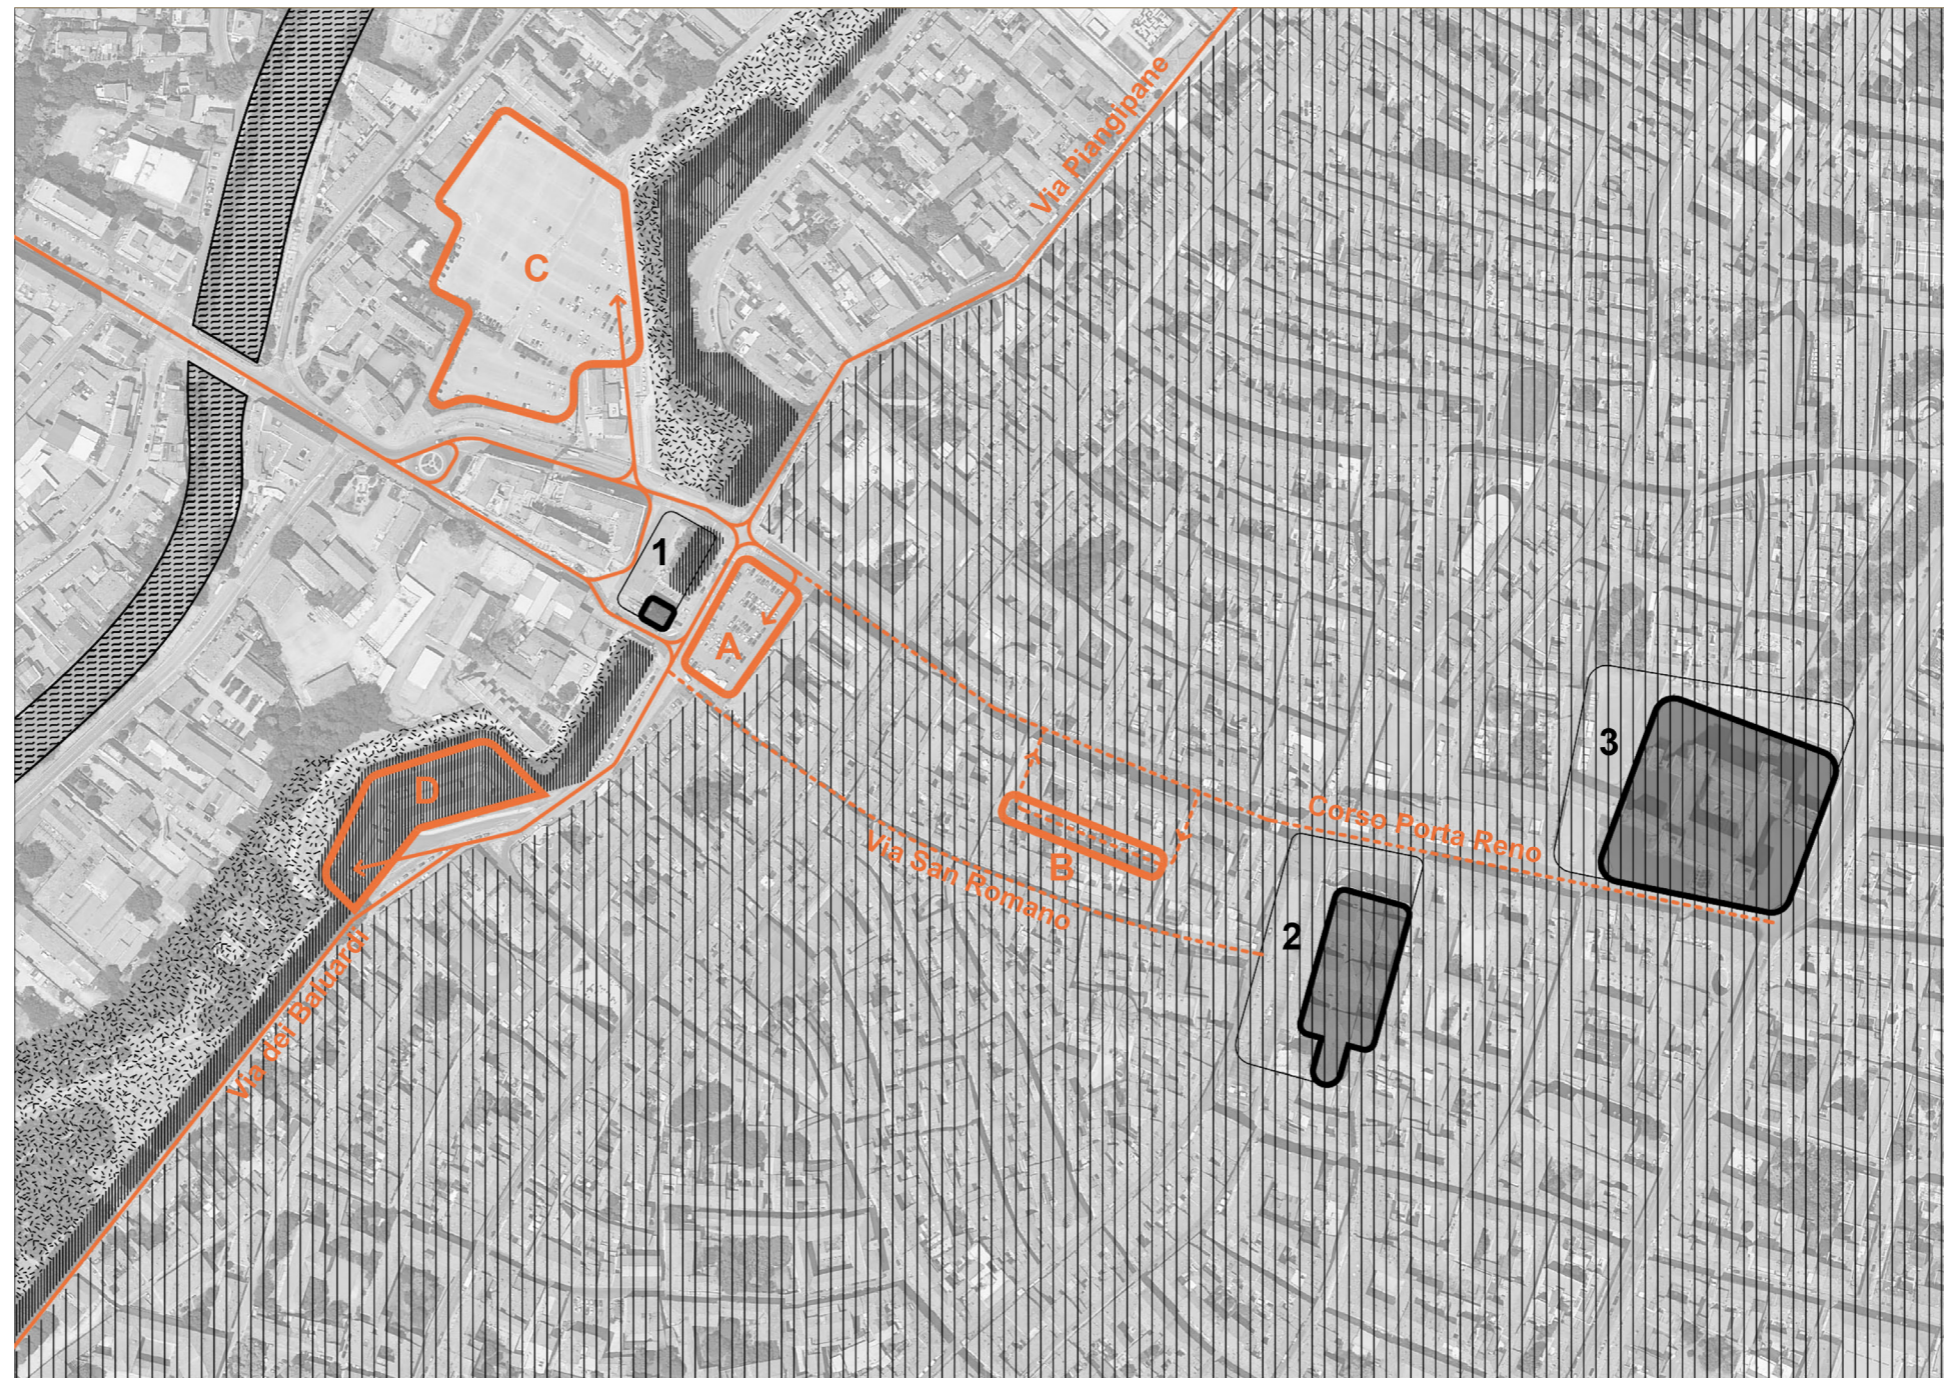 Via Piangipane
C
1
A
3
D
Corso Porta Reno
Via San Romano
B
2
Via dei Baluardi